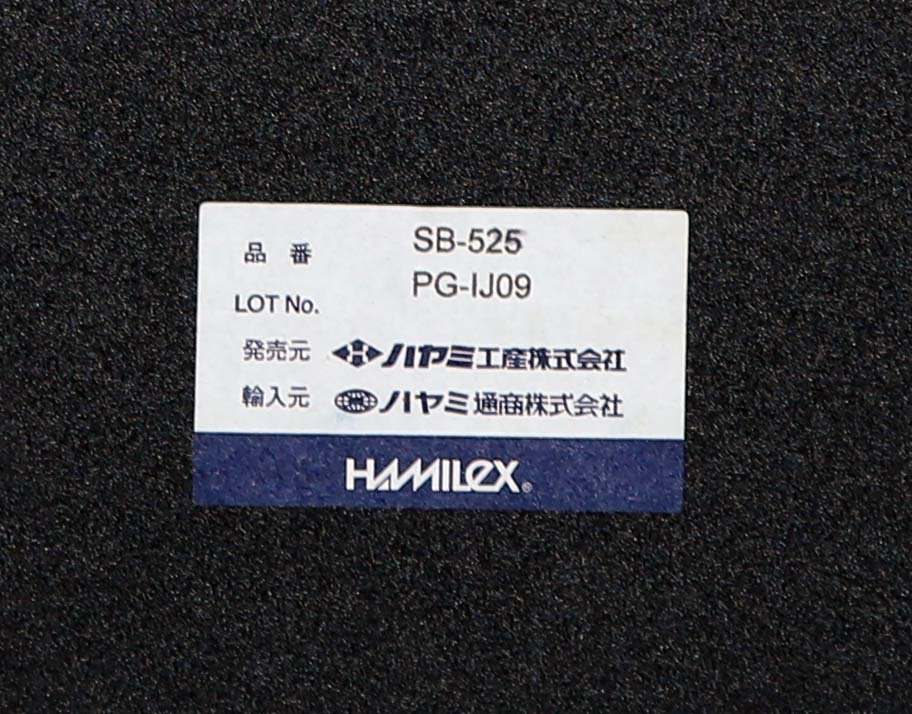 品 番 SB-525
LOT No. PG-IJ09
発売元 ハヤミ工産株式会社
輸入元 ハヤミ通商株式会社
HAMILEX®